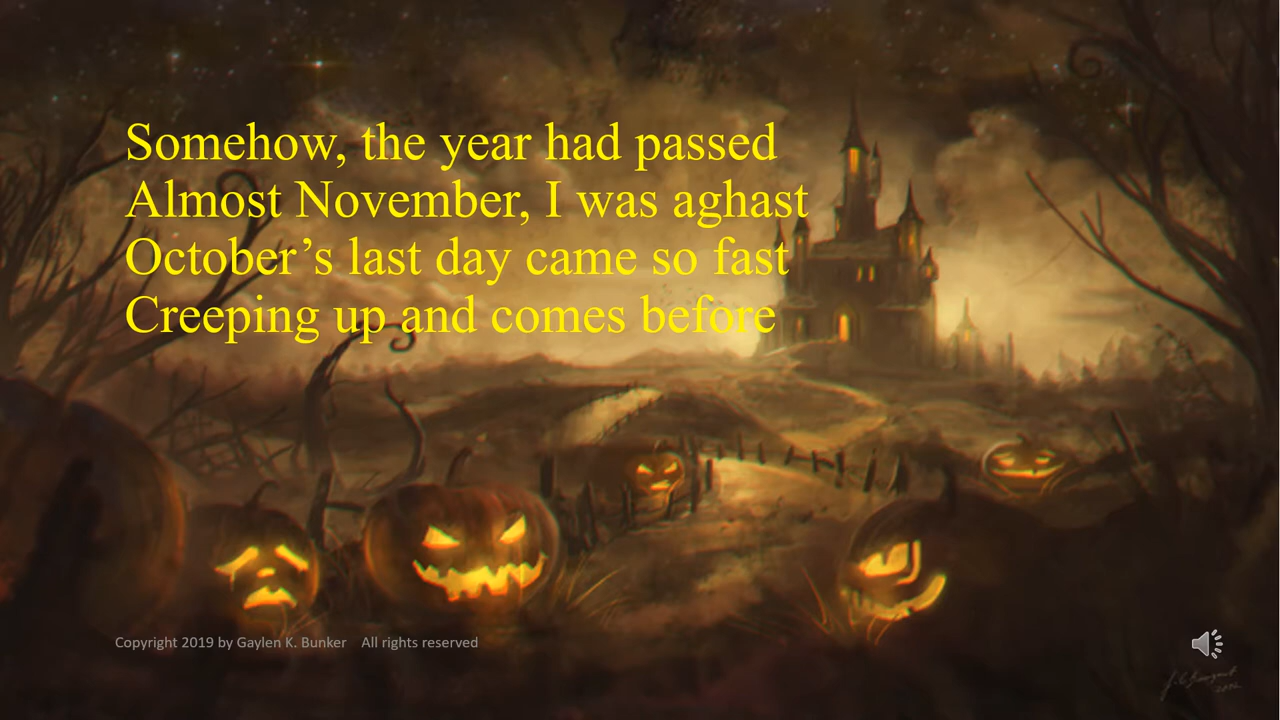 Somehow, the year had passed
Almost November, I was aghast
October’s last day came so fast
Creeping up and comes before
Copyright 2019 by Gaylen K. Bunker    All rights reserved